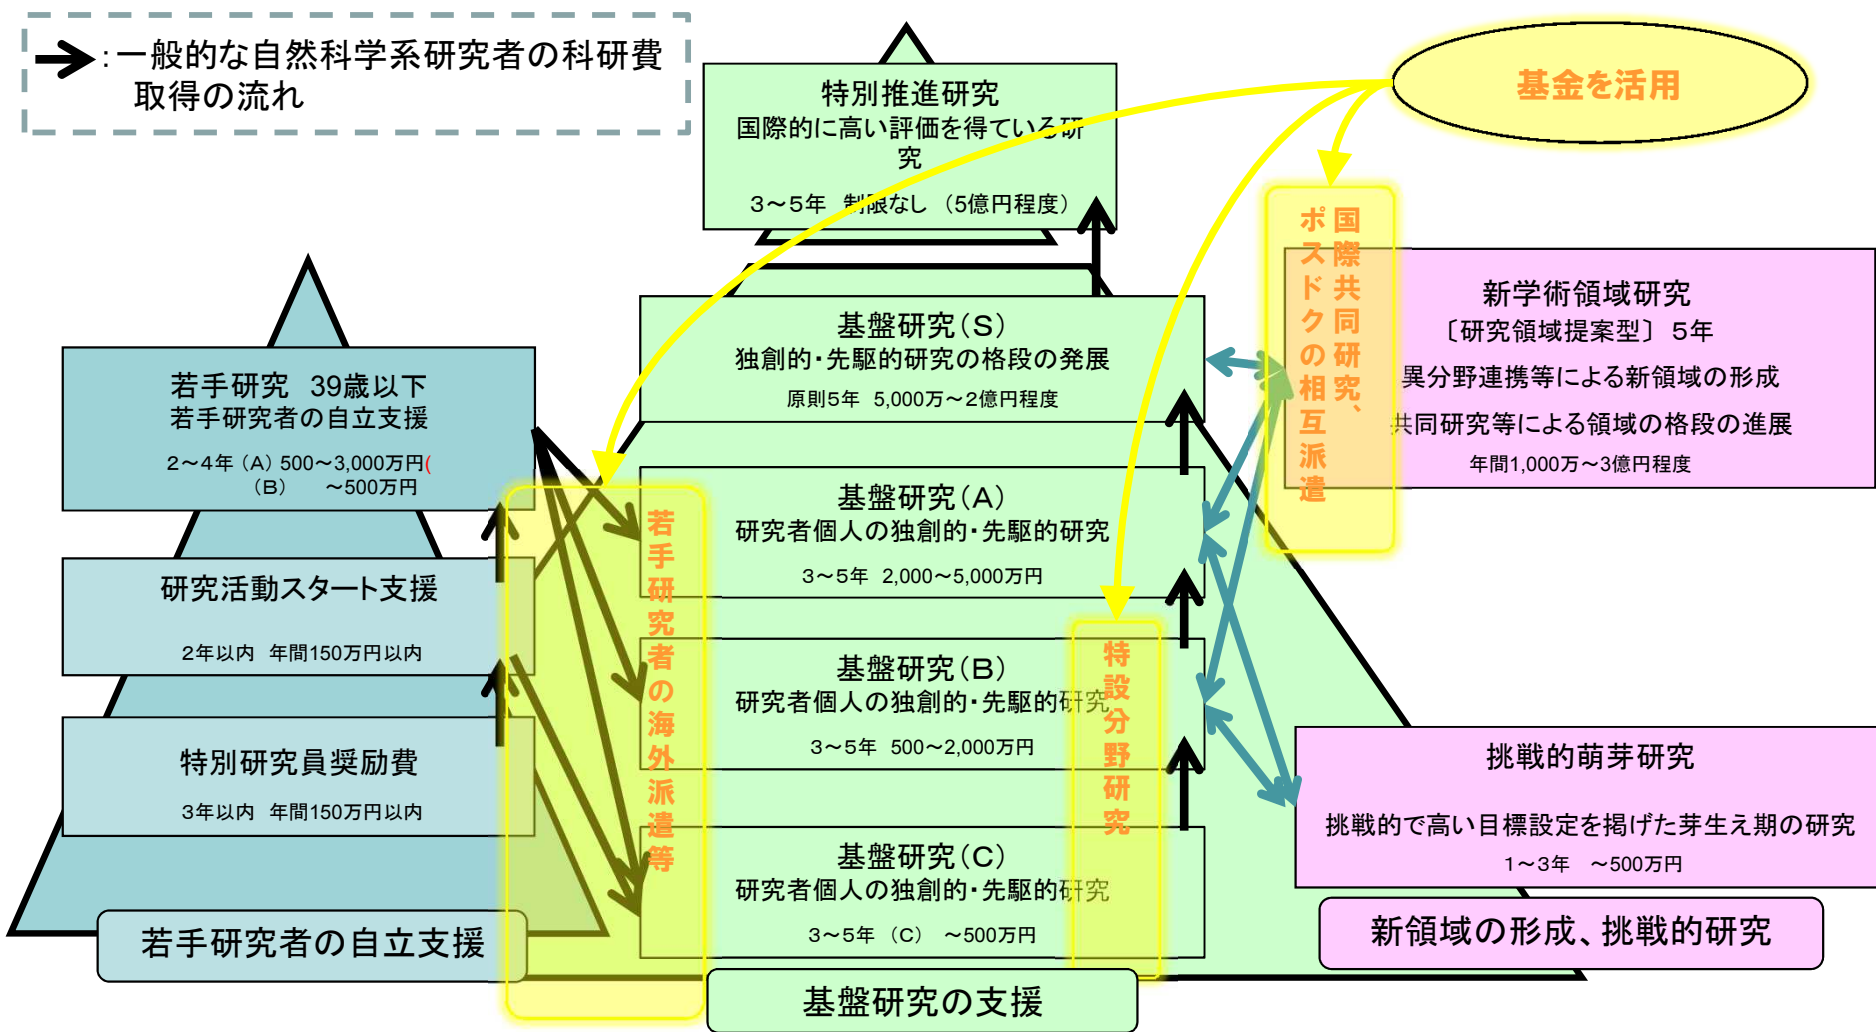 :一般的な自然科学系研究者の科研費
取得の流れ
特別推進研究
国際的に高い評価を得ている研
究
3～5年 制限なし (5億円程度)
基金を活用
国際共同研究、
ポスドクの相互派遣
新学術領域研究
〔研究領域提案型〕 5年
異分野連携等による新領域の形成
共同研究等による領域の格段の進展
年間1,000万～3億円程度
若手研究 39歳以下
若手研究者の自立支援
2～4年 (A) 500～3,000万円(
(B) ～500万円
研究活動スタート支援
2年以内 年間150万円以内
特別研究員奨励費
3年以内 年間150万円以内
若手研究者の自立支援
若手研究者の海外派遣等
基盤研究(S)
独創的・先駆的研究の格段の発展
原則5年 5,000万～2億円程度
基盤研究(A)
研究者個人の独創的・先駆的研究
3～5年 2,000～5,000万円
基盤研究(B)
研究者個人の独創的・先駆的研究
3～5年 500～2,000万円
基盤研究(C)
研究者個人の独創的・先駆的研究
3～5年 (C) ～500万円
特設分野研究
基盤研究の支援
挑戦的萌芽研究
挑戦的で高い目標設定を掲げた芽生え期の研究
1～3年 ～500万円
新領域の形成、挑戦的研究